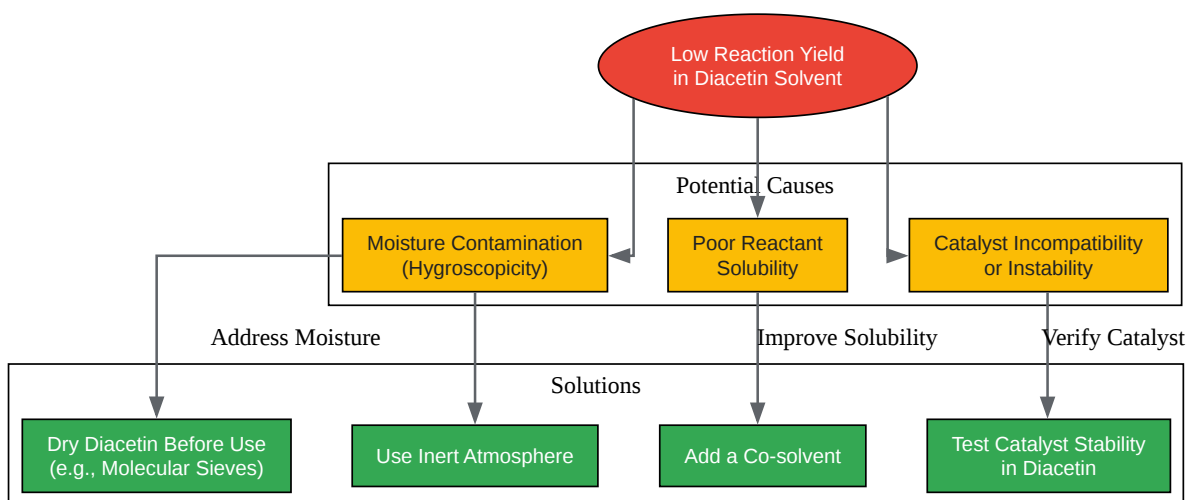 Low Reaction Yield
in Diacetin Solvent
Potential Causes
Moisture Contamination
(Hygroscopicity)
Poor Reactant
Solubility
Catalyst Incompatibility
or Instability
Address Moisture
Improve Solubility
Verify Catalyst
Solutions
Dry Diacetin Before Use
(e.g., Molecular Sieves)
Use Inert Atmosphere
Add a Co-solvent
Test Catalyst Stability
in Diacetin